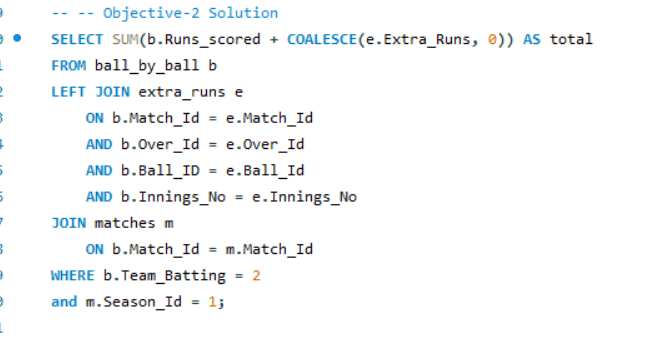 -- -- Objective-2 Solution
SELECT SUM(b.Runs_scored + COALESCE(e.Extra_Runs, 0)) AS total
FROM ball_by_ball b
LEFT JOIN extra_runs e
ON b.Match_Id = e.Match_Id
AND b.Over_Id = e.Over_Id
AND b.Ball_ID = e.Ball_Id
AND b.Innings_No = e.Innings_No
JOIN matches m
ON b.Match_Id = m.Match_Id
WHERE b.Team_Batting = 2
and m.Season_Id = 1;